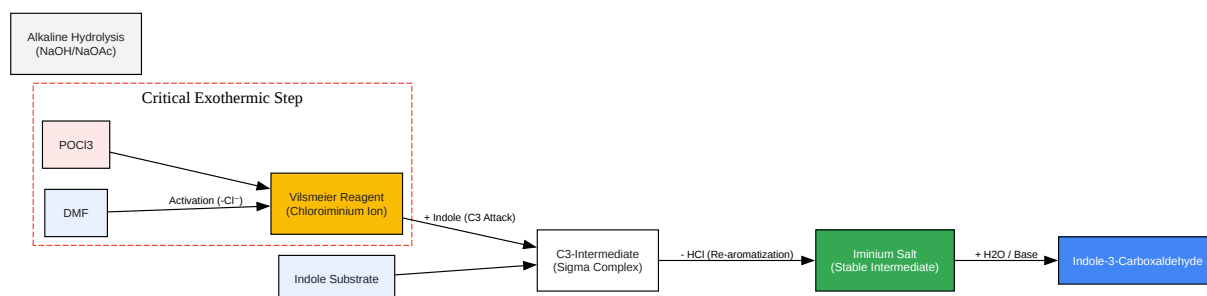 Alkaline Hydrolysis
(NaOH/NaOAc)
Critical Exothermic Step
POCl3
DMF
Activation (-Cl⁻)
Vilsmeier Reagent
(Chloroiminium Ion)
+ Indole (C3 Attack)
Indole Substrate
C3-Intermediate
(Sigma Complex)
- HCl (Re-aromatization)
Iminium Salt
(Stable Intermediate)
+ H2O / Base
Indole-3-Carboxaldehyde